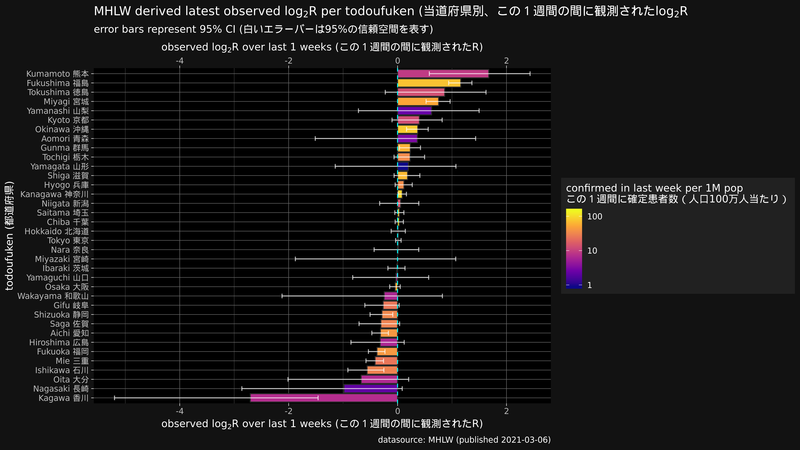 MHLW derived latest observed log2R per todoufuken (当道府県別、この１週間の間に観測されたlog2R
error bars represent 95% CI (白いエラーバーは95%の信頼空間を表す)
observed log2R over last 1 weeks (この１週間の間に観測されたR)
-4 -2 0 2
todoufuken (都道府県)
Kumamoto 熊本
Fukushima 福島
Tokushima 徳島
Miyagi 宮城
Yamanashi 山梨
Kyoto 京都
Okinawa 沖縄
Aomori 青森
Gunma 群馬
Tochigi 栃木
Yamagata 山形
Shiga 滋賀
Hyogo 兵庫
Kanagawa 神奈川
Niigata 新潟
Saitama 埼玉
Chiba 千葉
Hokkaido 北海道
Tokyo 東京
Nara 奈良
Miyazaki 宮崎
Ibaraki 茨城
Yamaguchi 山口
Osaka 大阪
Wakayama 和歌山
Gifu 岐阜
Shizuoka 静岡
Saga 佐賀
Aichi 愛知
Hiroshima 広島
Fukuoka 福岡
Mie 三重
Ishikawa 石川
Oita 大分
Nagasaki 長崎
Kagawa 香川
-4 -2 0 2
observed log2R over last 1 weeks (この１週間の間に観測されたR)
datasource: MHLW (published 2021-03-06)
confirmed in last week per 1M pop
この１週間に確定患者数 ( 人口100万人当たり )
100
10
1